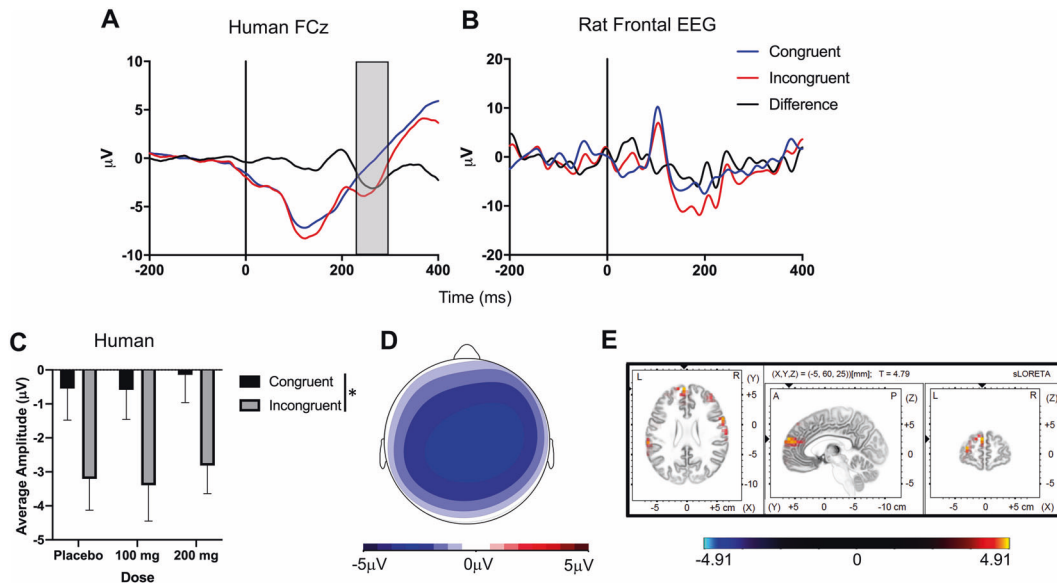 A
Human FCz
10
5
0
-5
-10
μV
-200
0
200
400
B
Rat Frontal EEG
20
10
0
-10
-20
μV
-200
0
200
400
Congruent
Incongruent
Difference
Time (ms)
C
Human
0
-1
-2
-3
-4
-5
Average Amplitude (μV)
Placebo
100 mg
200 mg
Dose
Congruent
Incongruent
*
D
-5μV
0μV
5μV
E
(X,Y,Z) = (-5, 60, 25))[mm]; T = 4.79
sLORETA
L
R
(Y)
+5
0
-5
-10
-5
0
+5 cm
(X)
A
P
(Z)
+5
0
-5
(Y)
+5
0
-5
-10 cm
L
R
(Z)
+5
0
-5
-5
0
+5 cm
(X)
-4.91
0
4.91